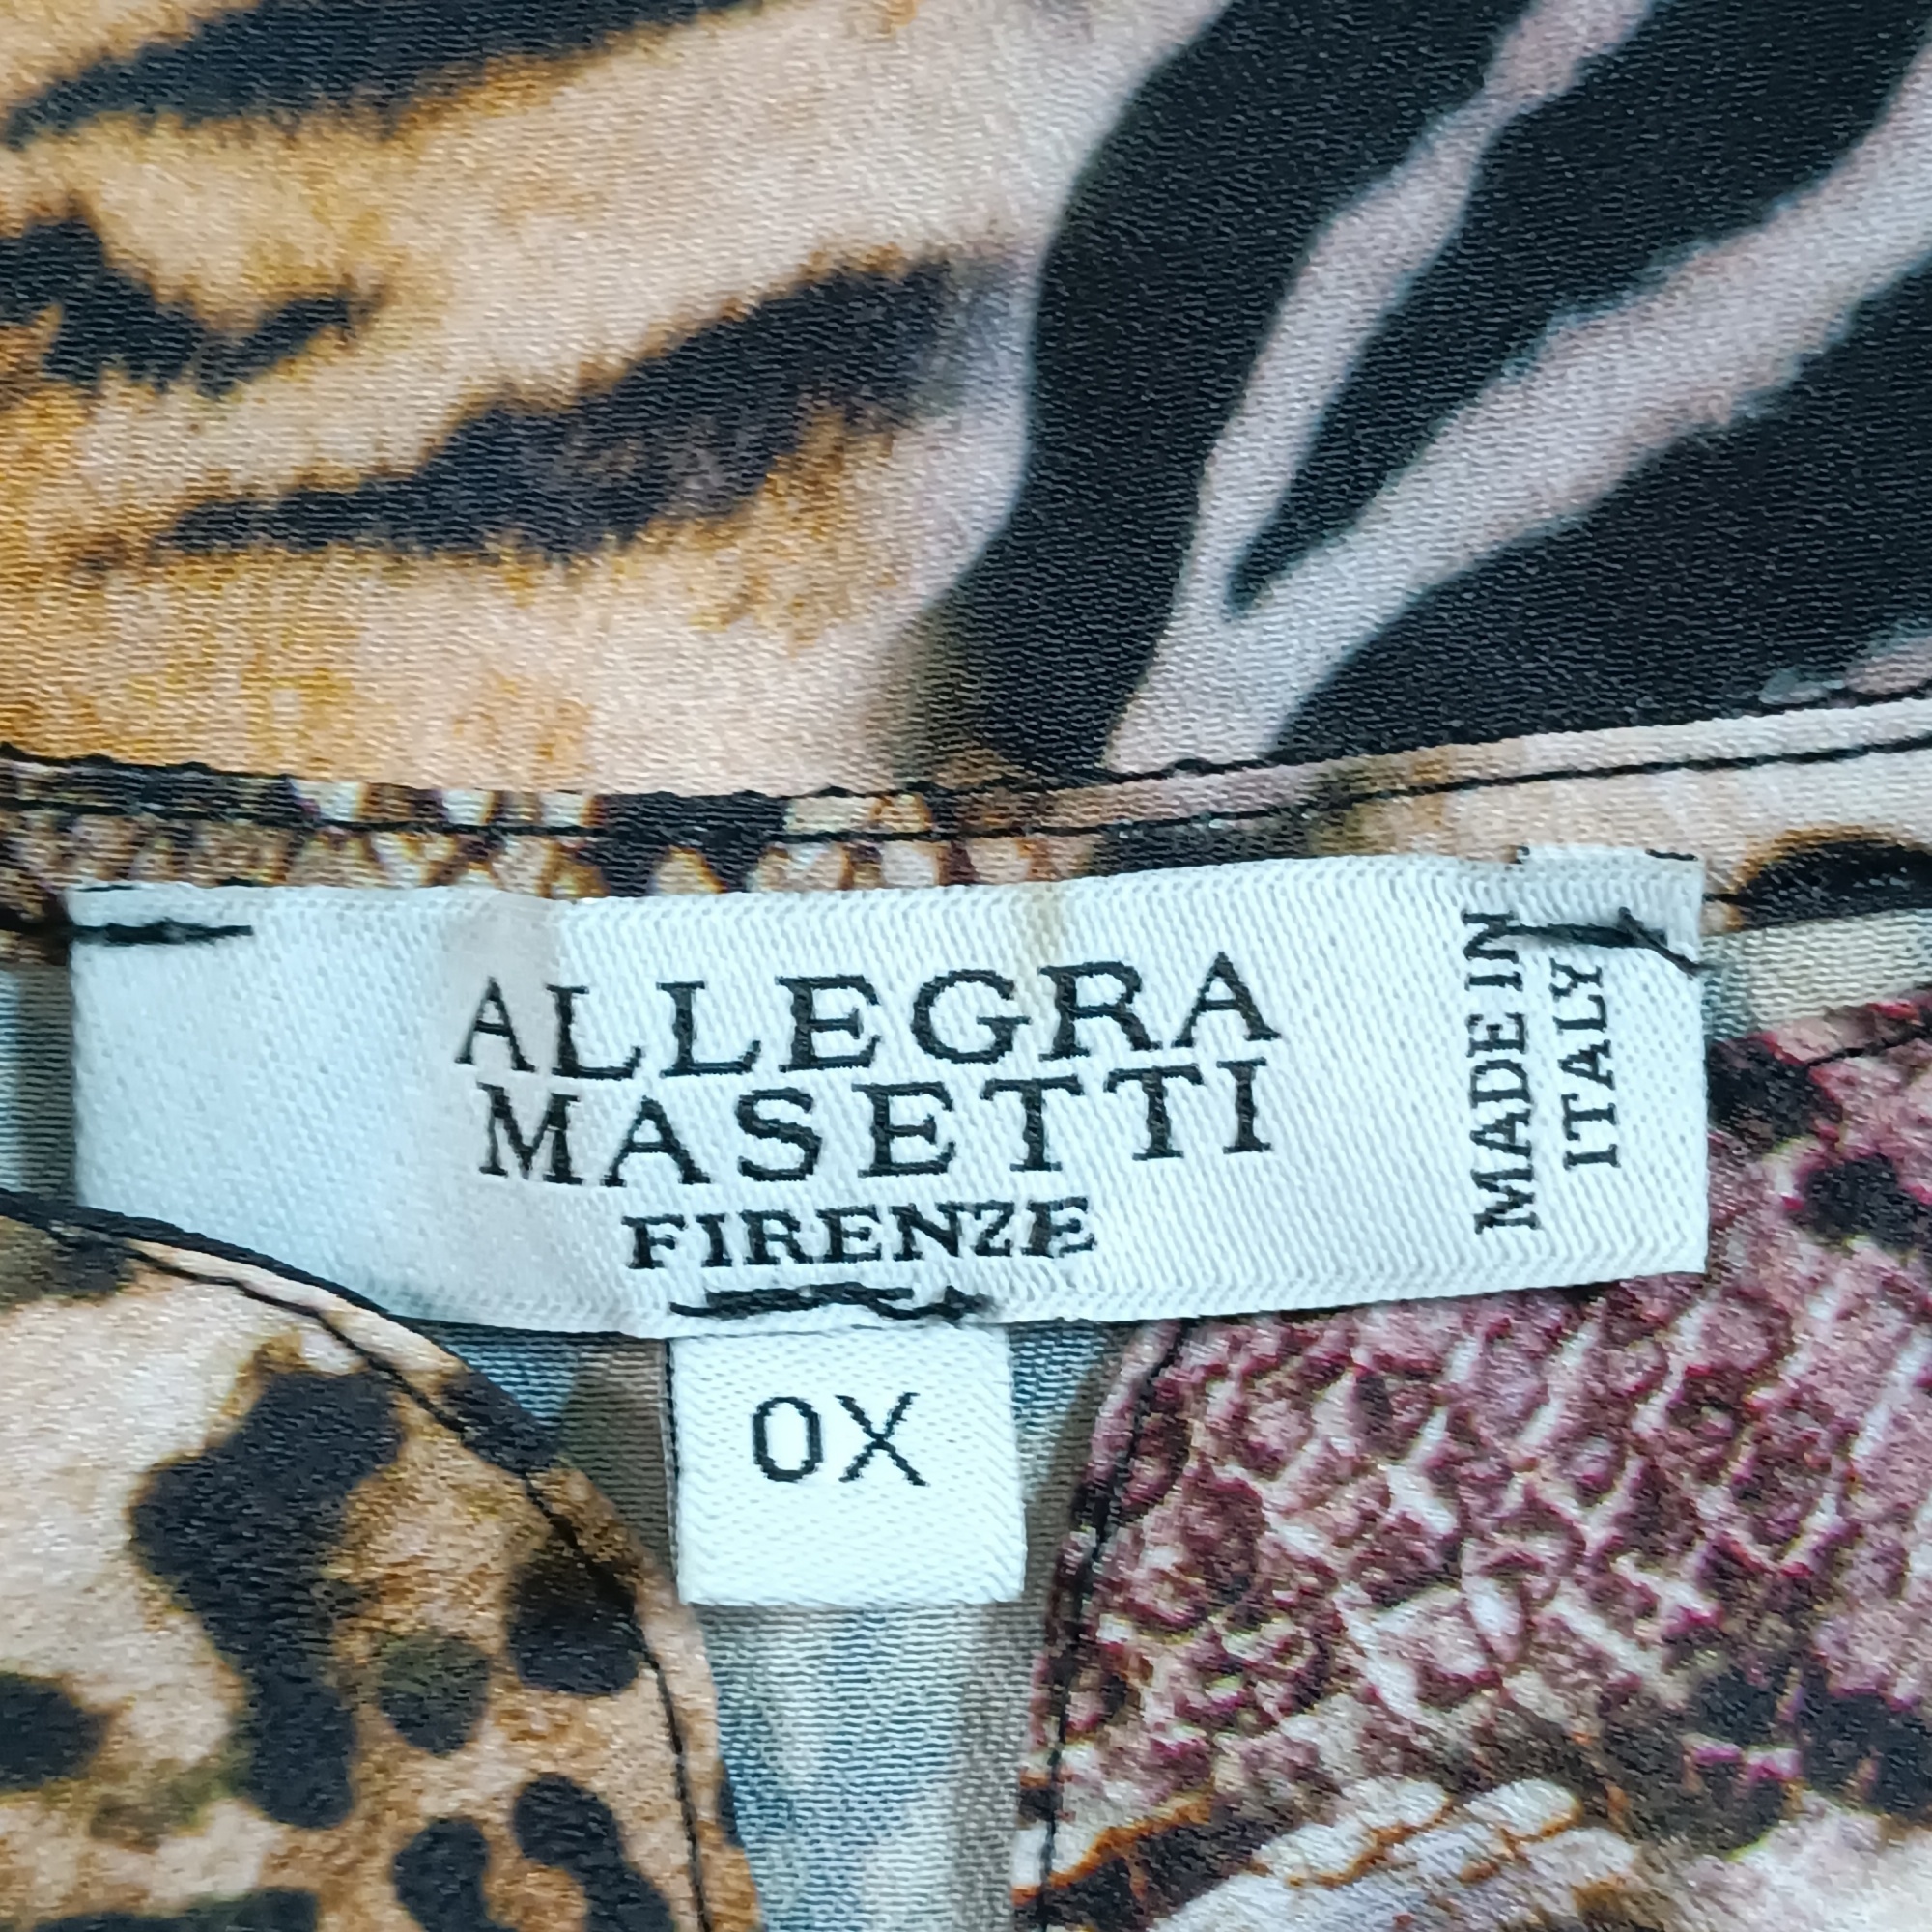 ALLEGRA
MASETTI
FIRENZE
MADE IN
ITALY
0X